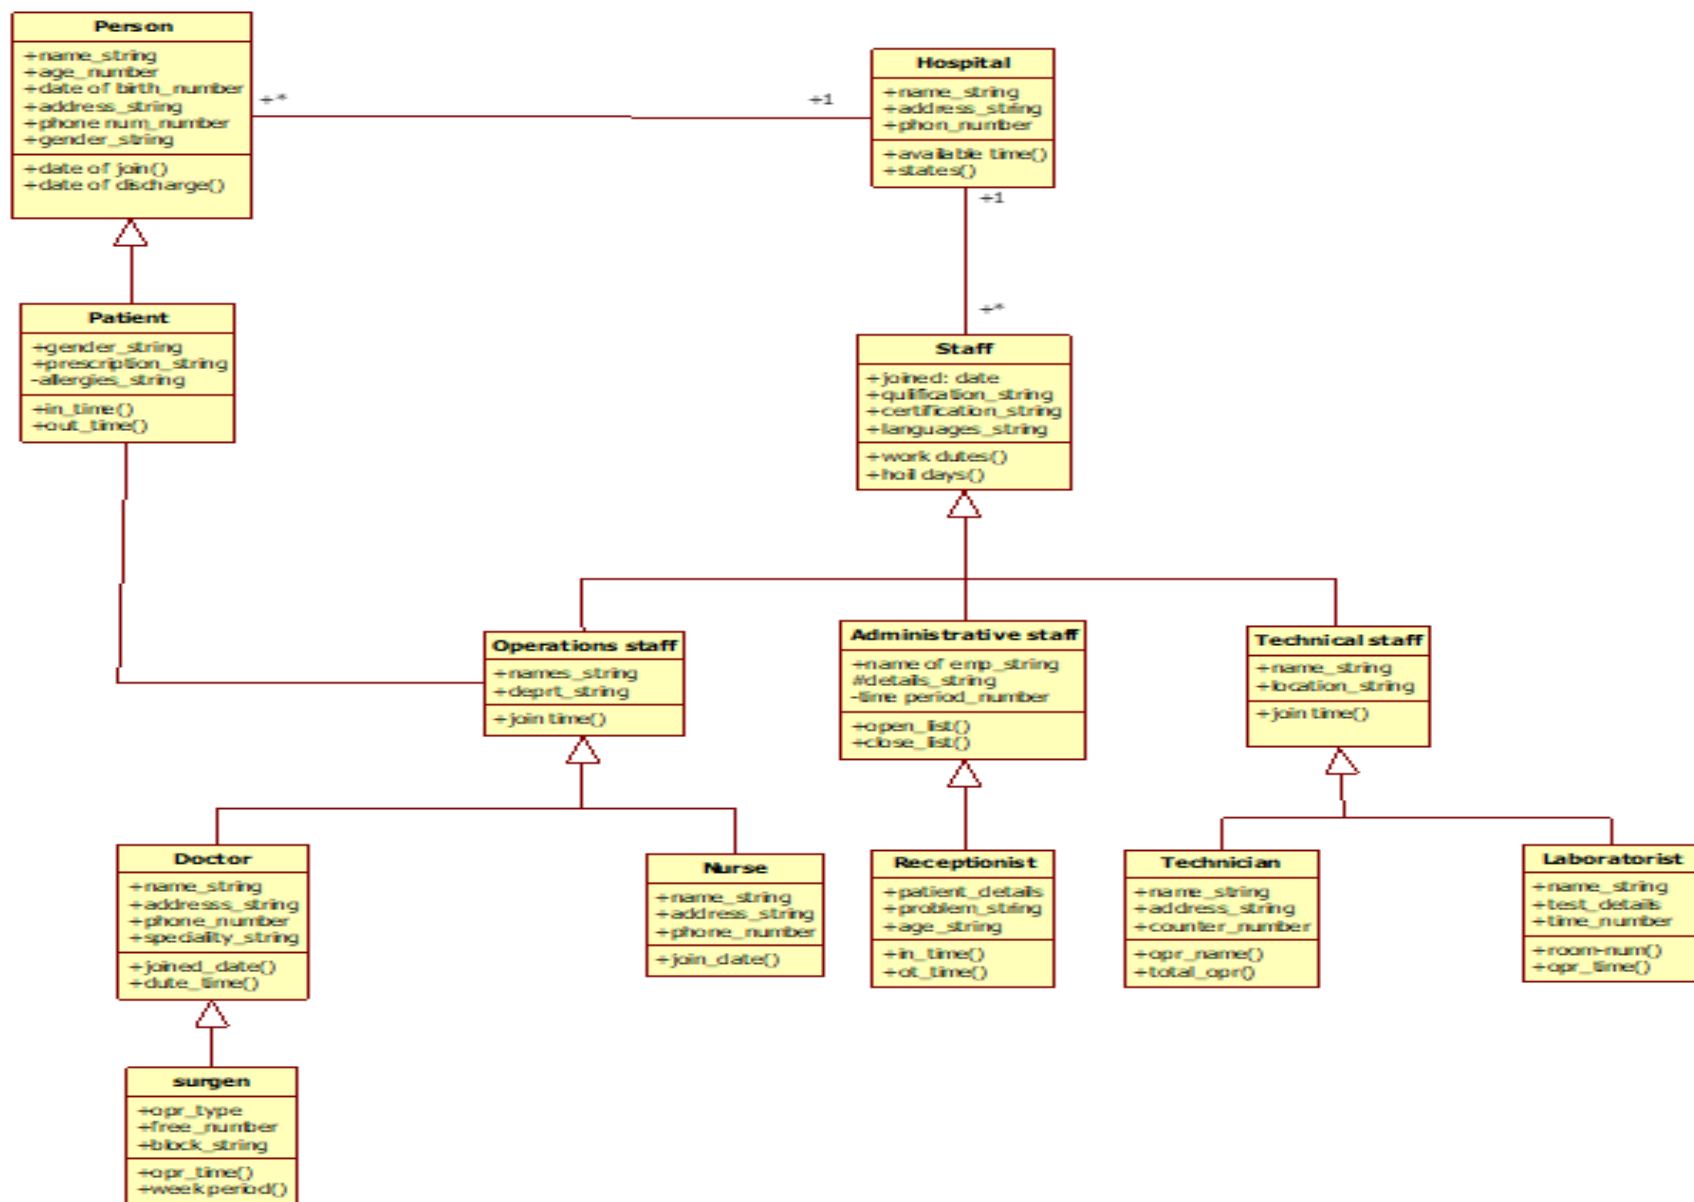 Person
+name_string
+age_number
+date of birth_number
+address_string
+phone num_number
+gender_string
+date of join()
+date of discharge()
+*
+1
Hospital
+name_string
+address_string
+phon_number
+available time()
+states()
+1
+*
Patient
+gender_string
+prescription_string
-allergies_string
+in_time()
+out_time()
Staff
+joined: date
+qulification_string
+certification_string
+languages_string
+work dutes()
+hoil days()
Operations staff
+names_string
+deprt_string
+join time()
Administrative staff
+name of emp_string
#details_string
-time period_number
+open_list()
+close_list()
Technical staff
+name_string
+location_string
+join time()
Doctor
+name_string
+addresss_string
+phone_number
+speciality_string
+joined_date()
+dute_time()
Nurse
+name_string
+address_string
+phone_number
+join_date()
Receptionist
+patient_details
+problem_string
+age_string
+in_time()
+ot_time()
Technician
+name_string
+address_string
+counter_number
+opr_name()
+total_opr()
Laboratorist
+name_string
+test_details
+time_number
+room-num()
+opr_time()
surgen
+opr_type
+free_number
+block_string
+opr_time()
+week period()